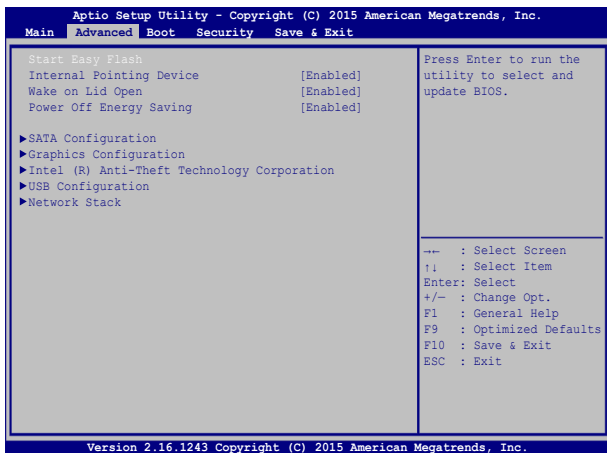 Aptio Setup Utility - Copyright (C) 2015 American Megatrends, Inc.
Main Advanced Boot Security Save & Exit
Start Easy Flash
Internal Pointing Device [Enabled]
Wake on Lid Open [Enabled]
Power Off Energy Saving [Enabled]
▶SATA Configuration
▶Graphics Configuration
▶Intel (R) Anti-Theft Technology Corporation
▶USB Configuration
▶Network Stack
Press Enter to run the
utility to select and
update BIOS.
→← : Select Screen
↑↓ : Select Item
Enter: Select
+/— : Change Opt.
F1 : General Help
F9 : Optimized Defaults
F10 : Save & Exit
ESC : Exit
Version 2.16.1243 Copyright (C) 2015 American Megatrends, Inc.